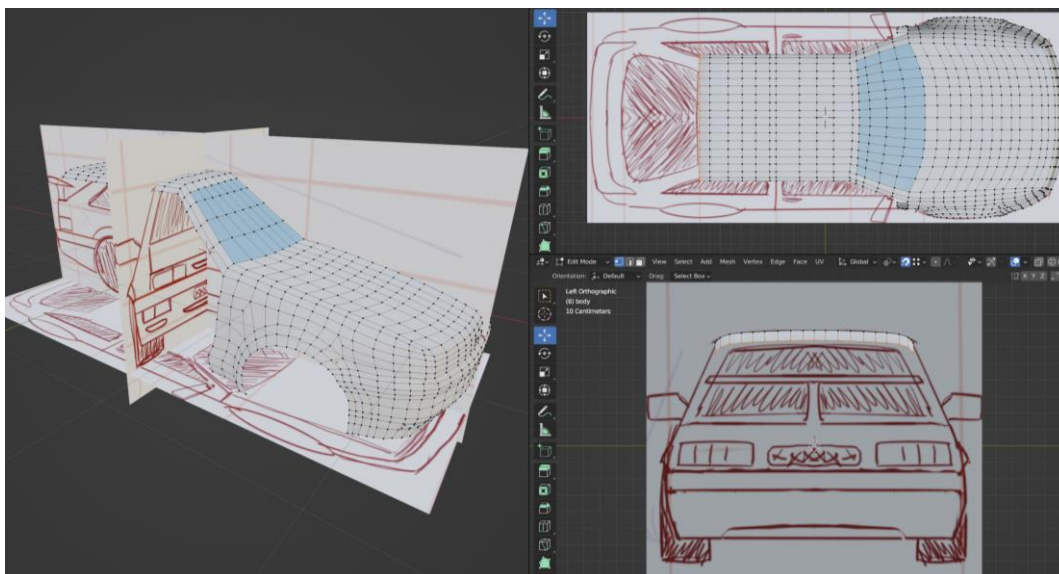 Edit Mode View Select Add Mesh Vertex Edge Face UV Global
Orientation: Default Drag: Select Box
X Y Z
Left Orthographic
(6) body
10 Centimeters